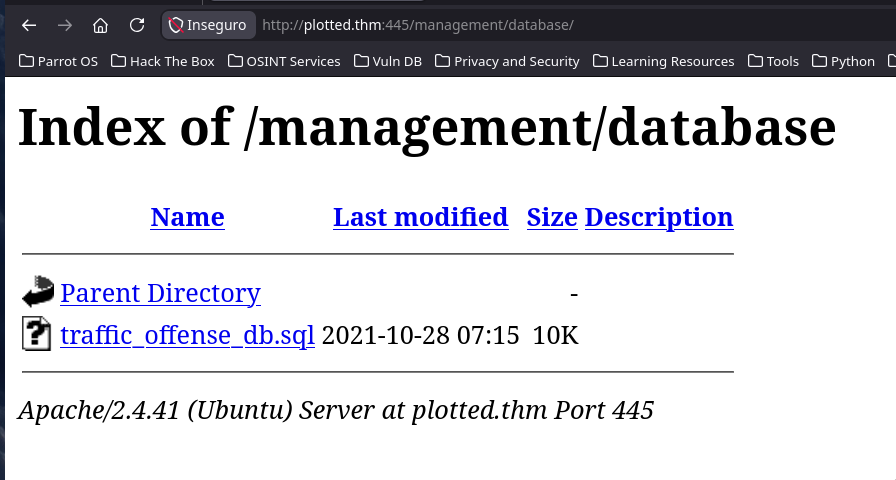 Inseguro http://plotted.thm:445/management/database/
Parrot OS Hack The Box OSINT Services Vuln DB Privacy and Security Learning Resources Tools Python
Index of /management/database
Name Last modified Size Description
Parent Directory -
traffic_offense_db.sql 2021-10-28 07:15 10K
Apache/2.4.41 (Ubuntu) Server at plotted.thm Port 445